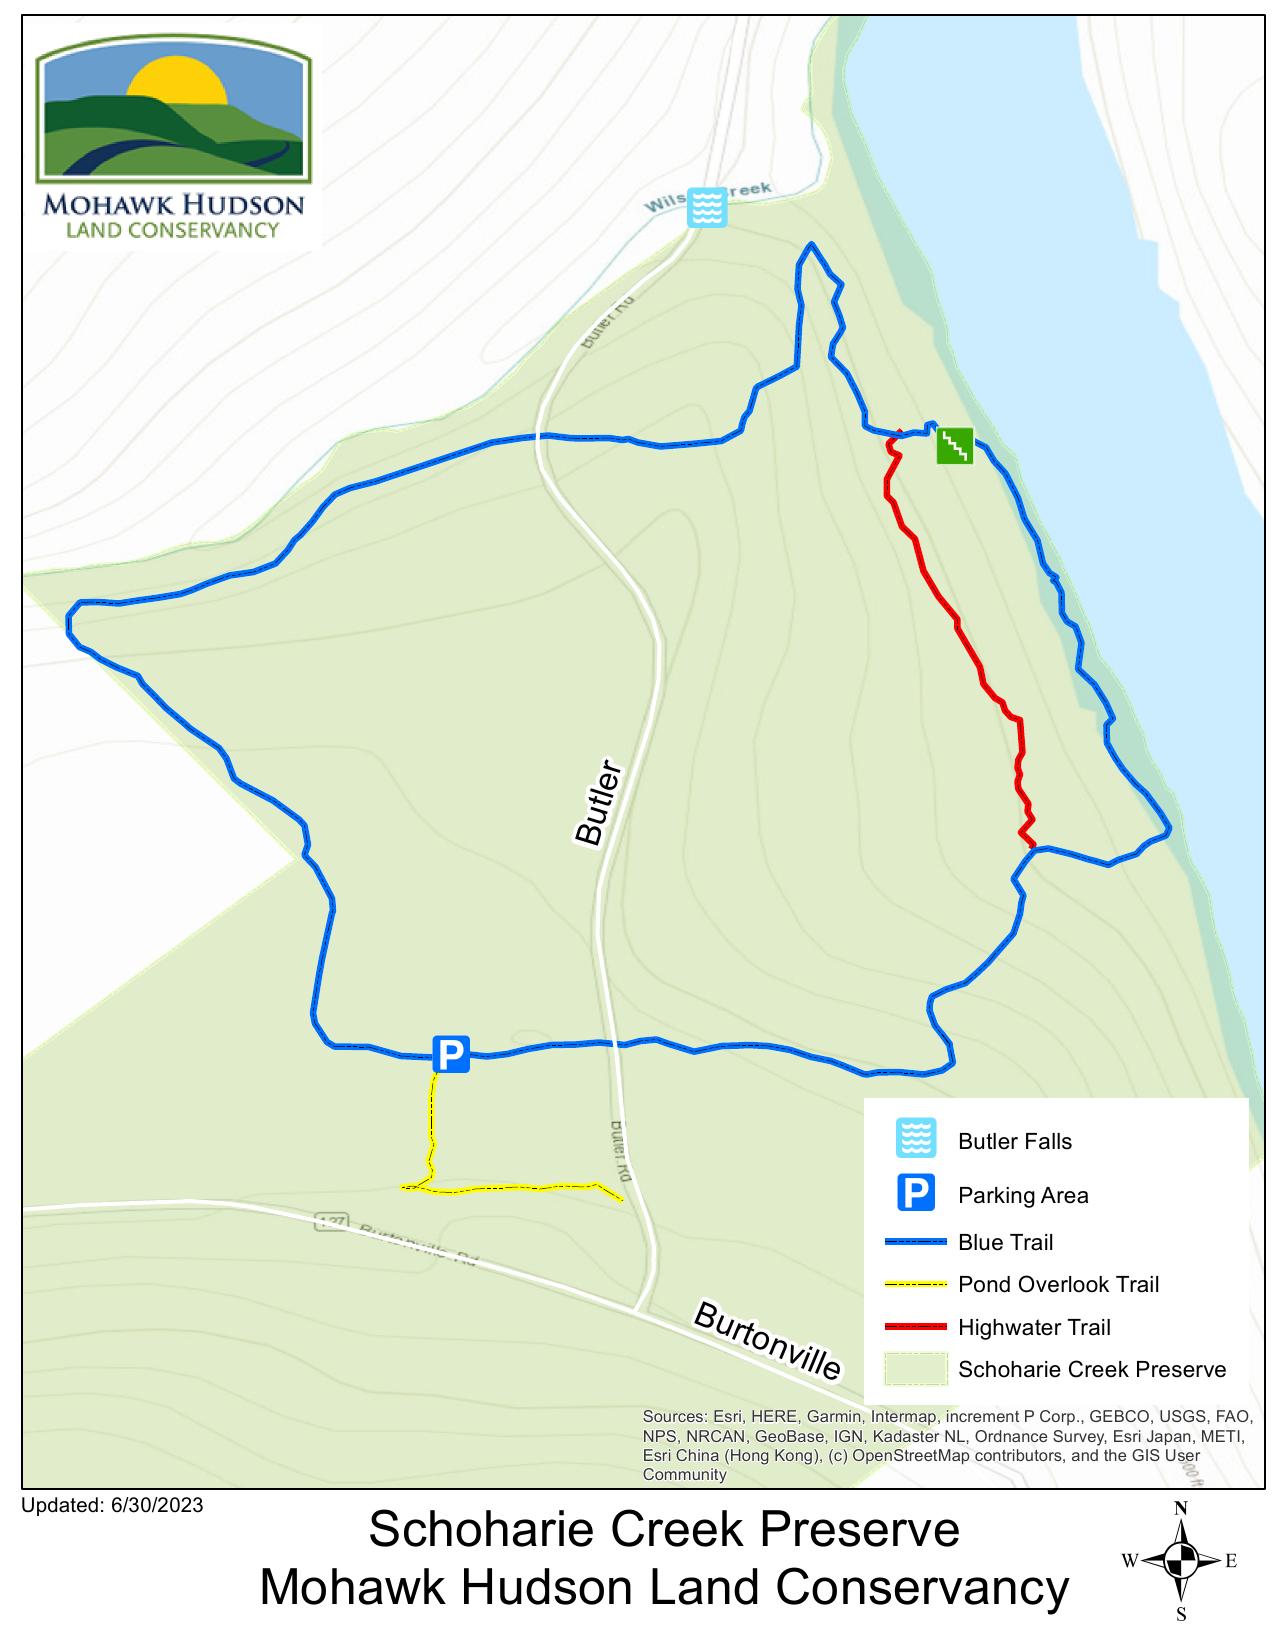 MOHAWK HUDSON
LAND CONSERVANCY
Butler Rd
Butler
Butler Rd
127
Burtonville Rd
Burtonville
P
Butler Falls
P
Parking Area
Blue Trail
Pond Overlook Trail
Highwater Trail
Schoharie Creek Preserve
Sources: Esri, HERE, Garmin, Intermap, increment P Corp., GEBCO, USGS, FAO,
NPS, NRCAN, GeoBase, IGN, Kadaster NL, Ordnance Survey, Esri Japan, METI,
Esri China (Hong Kong), (c) OpenStreetMap contributors, and the GIS User
Community
Updated: 6/30/2023
Schoharie Creek Preserve
Mohawk Hudson Land Conservancy
N
W E
S